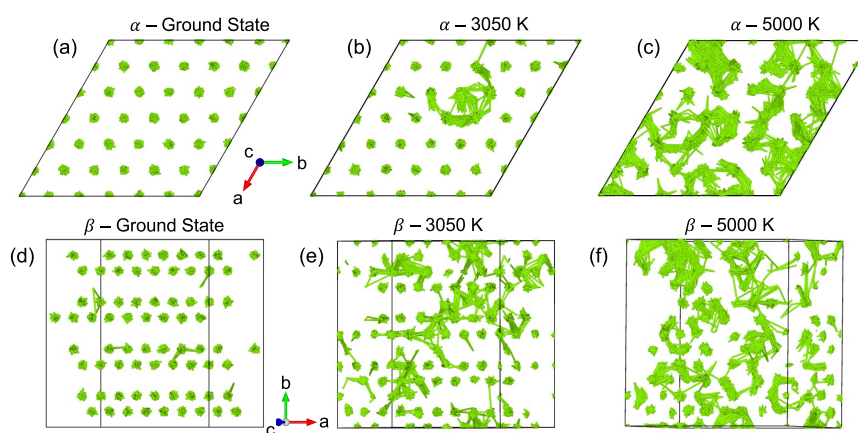 α – Ground State
α – 3050 K
α – 5000 K
(a)
(b)
(c)
c
b
a
β – Ground State
β – 3050 K
β – 5000 K
(d)
(e)
(f)
b
c
a